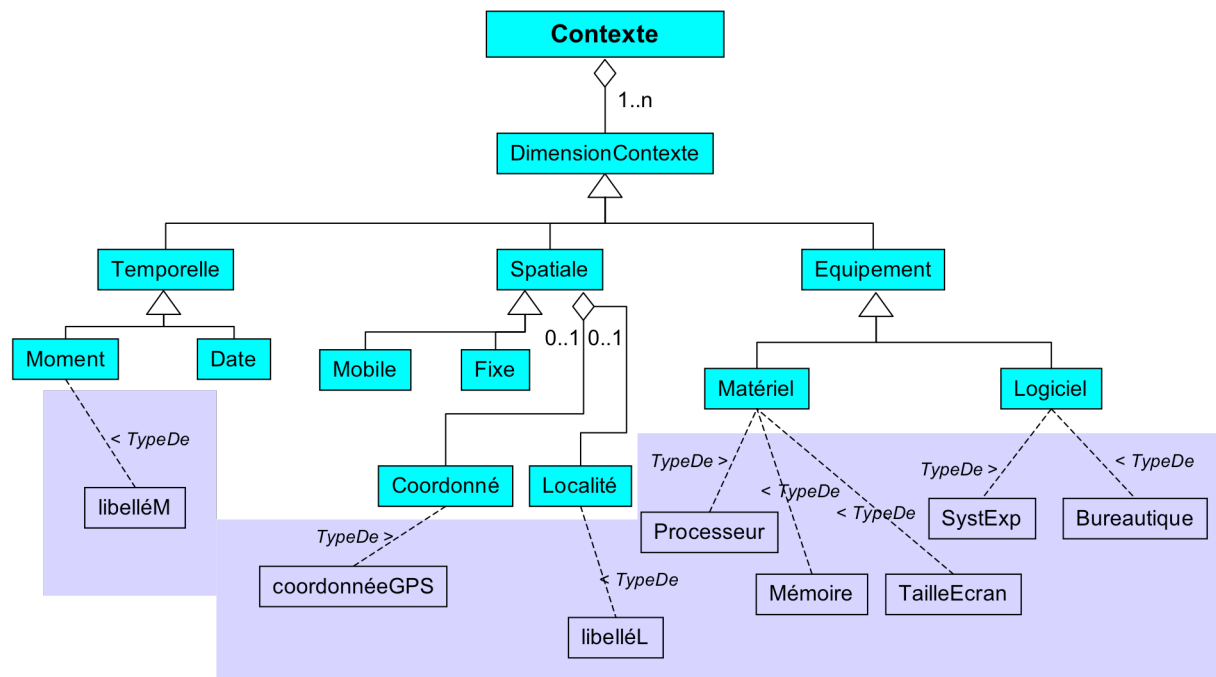 Contexte
1..n
DimensionContexte
Temporelle
Spatiale
Equipement
0..1
0..1
Moment
Date
Mobile
Fixe
Matériel
Logiciel
< TypeDe
TypeDe >
< TypeDe
< TypeDe
TypeDe >
< TypeDe
Coordonné
Localité
libelléM
Processeur
SystExp
Bureautique
TypeDe >
coordonnéeGPS
< TypeDe
Mémoire
TailleEcran
libelléL